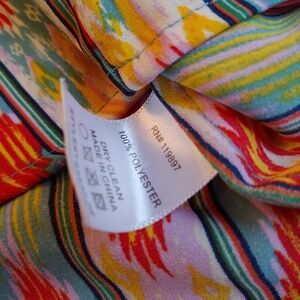 RN# 119897
100% POLYESTER
DRY CLEAN
MADE IN CHINA